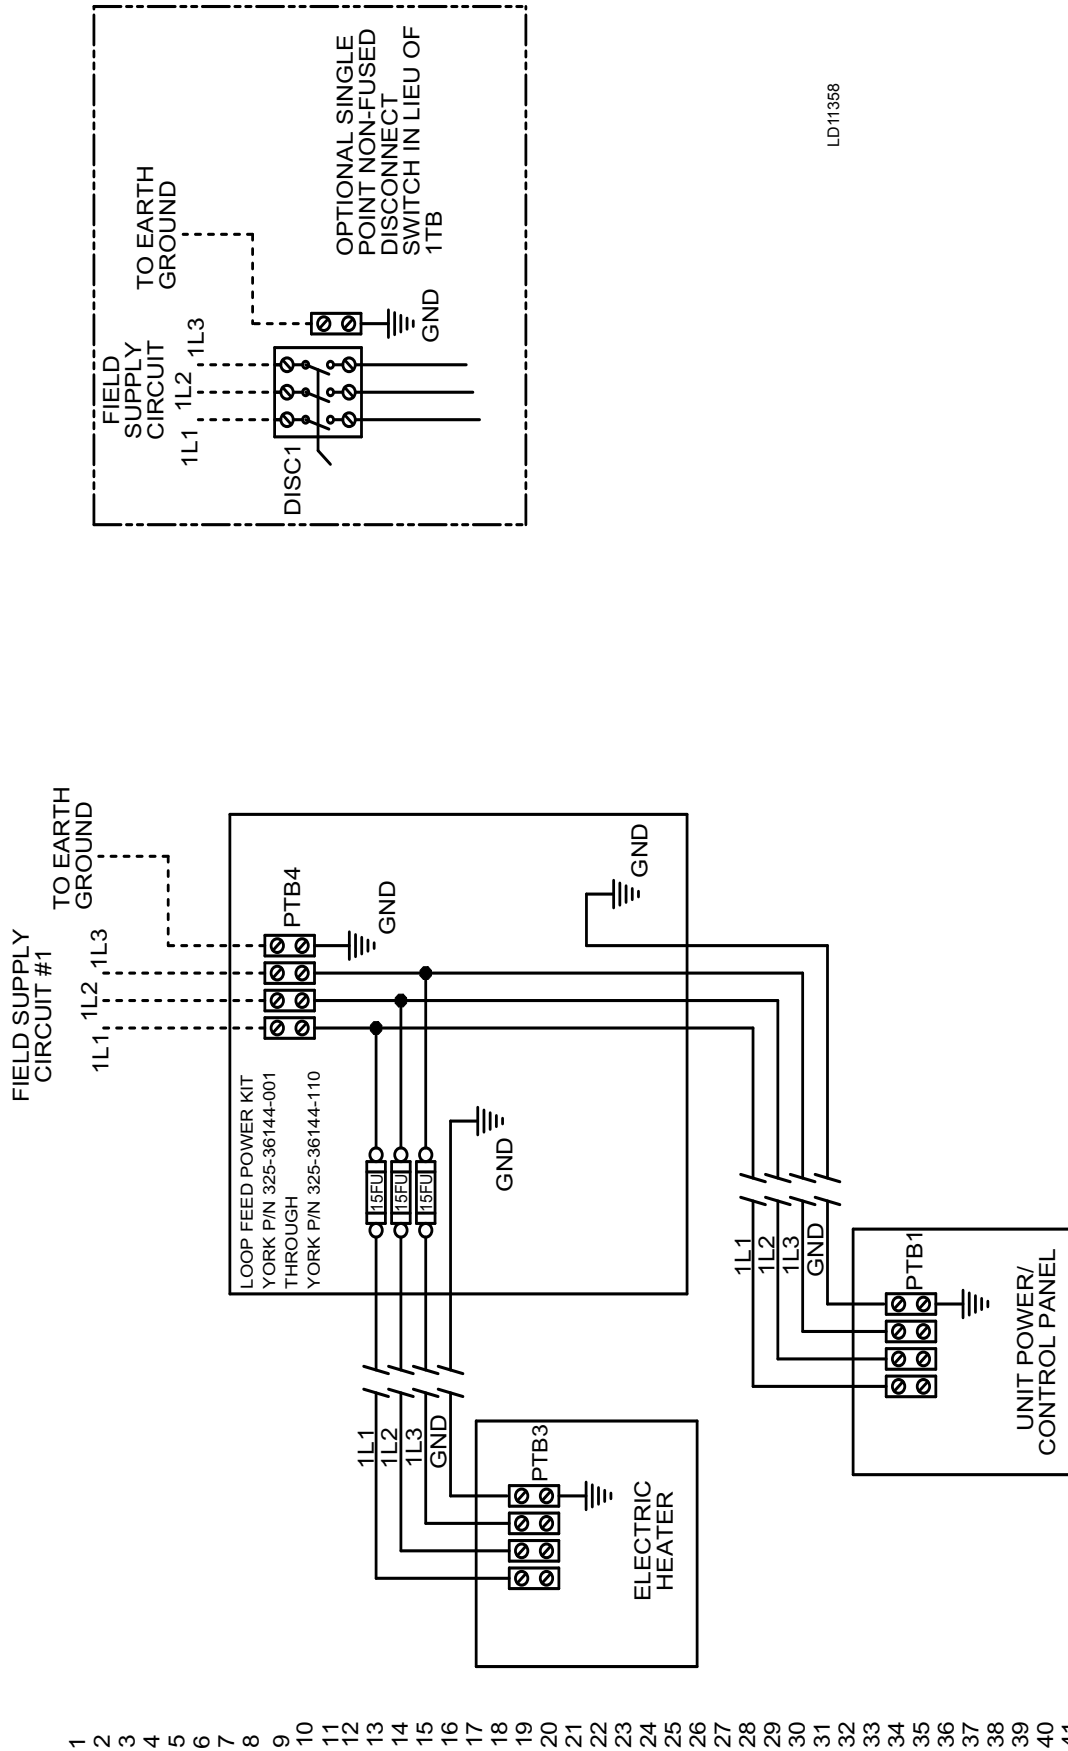 1
2
3
4
5
6
7
8
9
10
11
12
13
14
15
16
17
18
19
20
21
22
23
24
25
26
27
28
29
30
31
32
33
34
35
36
37
38
39
40
41
FIELD SUPPLY
CIRCUIT #1
1L1
1L2
1L3
TO EARTH
GROUND
LOOP FEED POWER KIT
YORK P/N 325-36144-001
THROUGH
YORK P/N 325-36144-110
PTB4
GND
15FU
15FU
15FU
GND
GND
1L1
1L2
1L3
GND
PTB3
ELECTRIC
HEATER
1L1
1L2
1L3
GND
PTB1
UNIT POWER/
CONTROL PANEL
FIELD
SUPPLY
CIRCUIT
1L1
1L2
1L3
TO EARTH
GROUND
DISC1
GND
OPTIONAL SINGLE
POINT NON-FUSED
DISCONNECT
SWITCH IN LIEU OF
1TB
LD11358